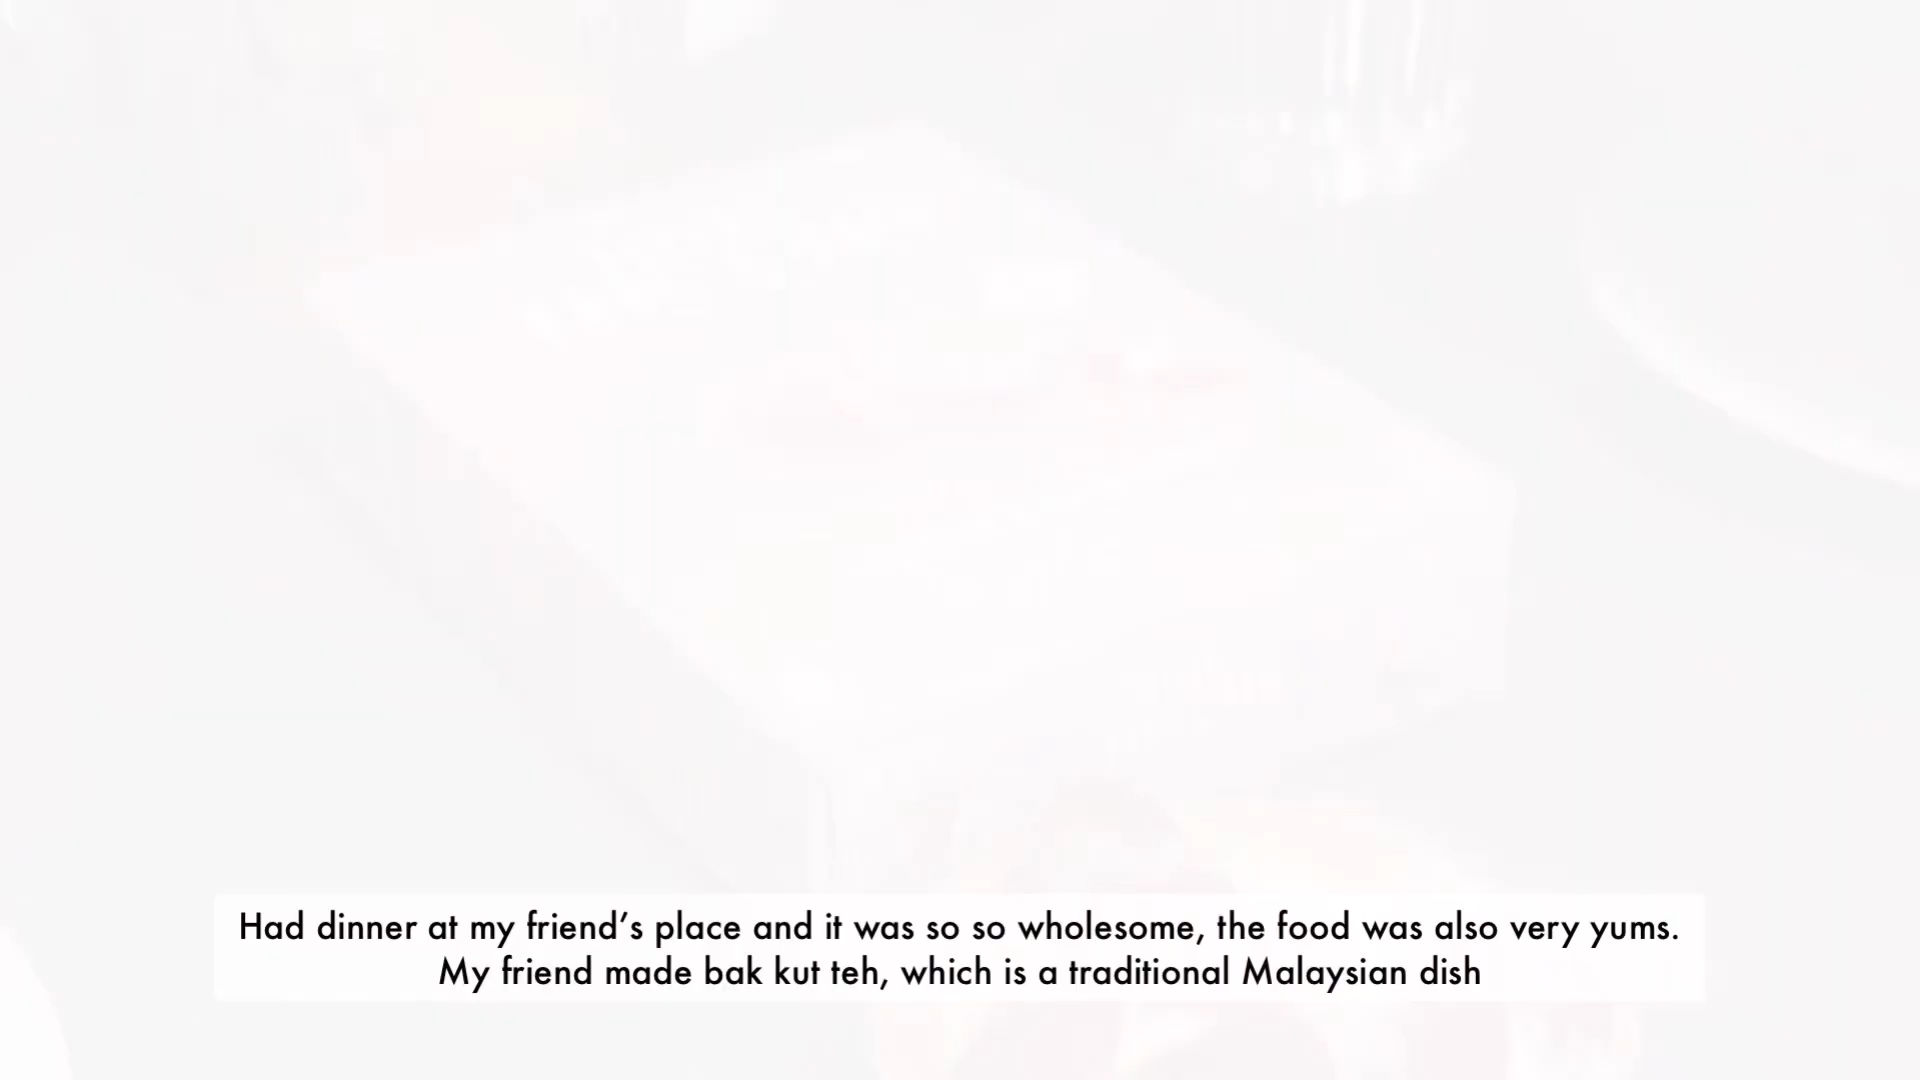 Had dinner at my friend’s place and it was so so wholesome, the food was also very yums.
My friend made bak kut teh, which is a traditional Malaysian dish